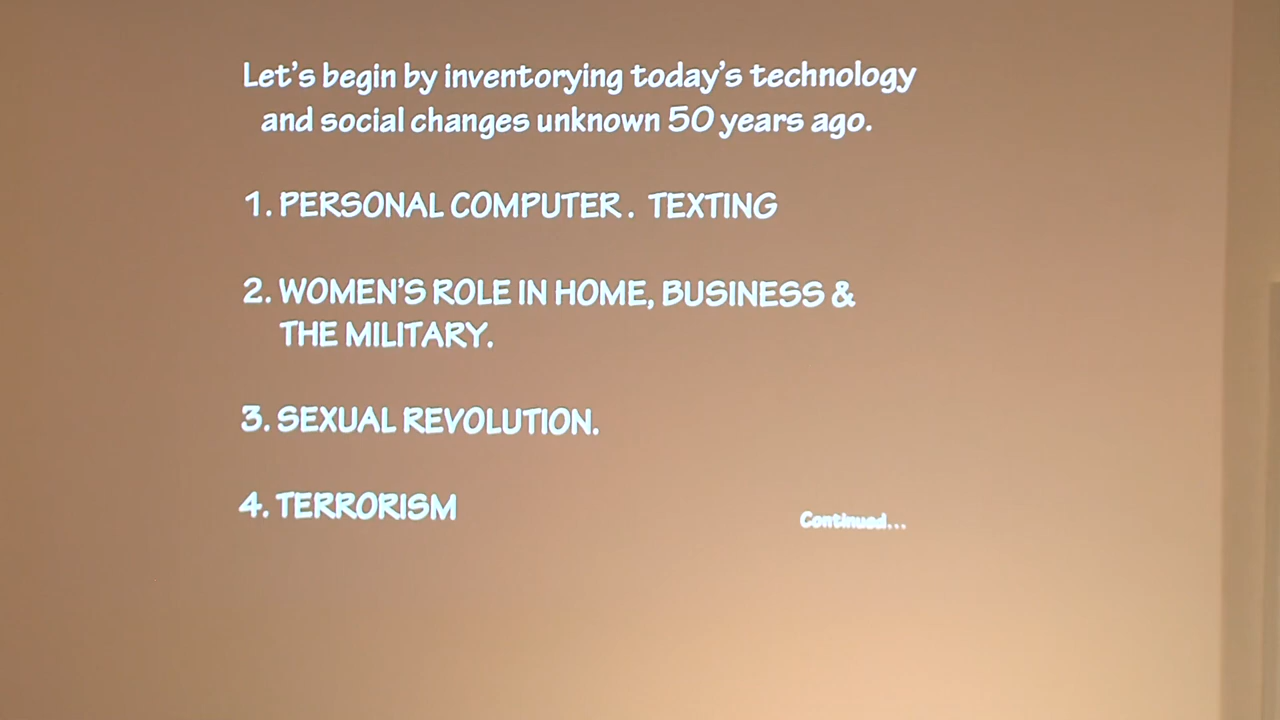 Let's begin by inventorying today's technology
and social changes unknown 50 years ago.
1. PERSONAL COMPUTER. TEXTING
2. WOMEN'S ROLE IN HOME, BUSINESS &
THE MILITARY.
3. SEXUAL REVOLUTION.
4. TERRORISM
Continued...